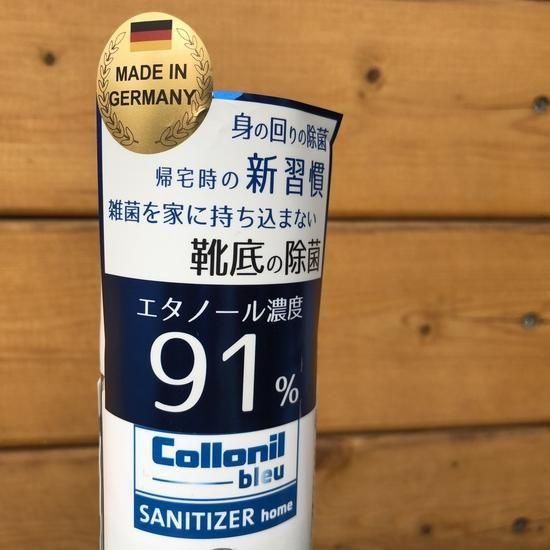 MADE IN
GERMANY
身の回りの除菌
帰宅時の 新習慣
雑菌を家に持ち込まない
靴底の除菌
エタノール濃度
91%
Collonil
bleu
SANITIZER home